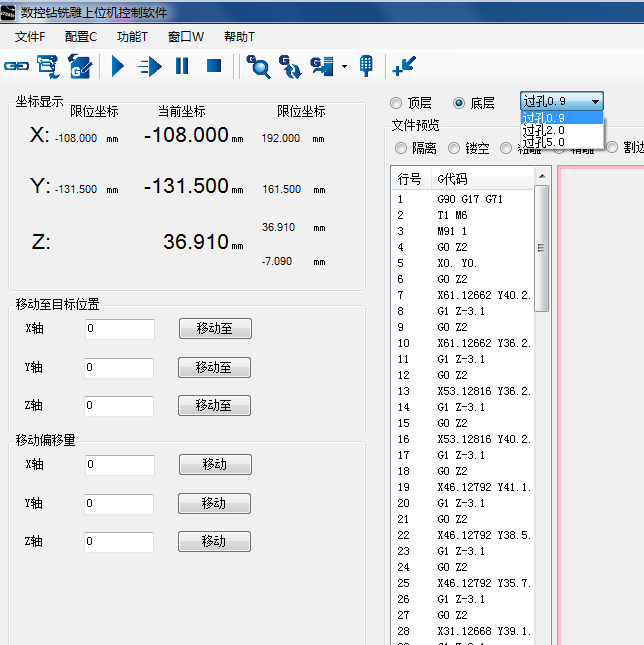 数控钻铣雕上位机控制软件
文件F 配置C 功能T 窗口W 帮助T
坐标显示
限位坐标 当前坐标 限位坐标
X: -108.000 mm -108.000 mm 192.000 mm
Y: -131.500 mm -131.500 mm 161.500 mm
Z: 36.910 mm 36.910 mm
-7.090 mm
移动至目标位置
X轴 0 移动至
Y轴 0 移动至
Z轴 0 移动至
移动偏移量
X轴 0 移动
Y轴 0 移动
Z轴 0 移动
顶层 底层 过孔0.9
过孔0.9
过孔2.0
过孔5.0
文件预览
隔离 镂空 粗雕 精雕 割边
行号 G代码
1 G90 G17 G71
2 T1 M6
3 M91 1
4 G0 Z2
5 X0. Y0.
6 G0 Z2
7 X61.12662 Y40.2.
8 G1 Z-3.1
9 G0 Z2
10 X61.12662 Y36.2.
11 G1 Z-3.1
12 G0 Z2
13 X53.12816 Y36.2.
14 G1 Z-3.1
15 G0 Z2
16 X53.12816 Y40.2.
17 G1 Z-3.1
18 G0 Z2
19 X46.12792 Y41.1.
20 G1 Z-3.1
21 G0 Z2
22 X46.12792 Y38.5.
23 G1 Z-3.1
24 G0 Z2
25 X46.12792 Y35.7.
26 G1 Z-3.1
27 G0 Z2
28 X31.12668 Y39.1.